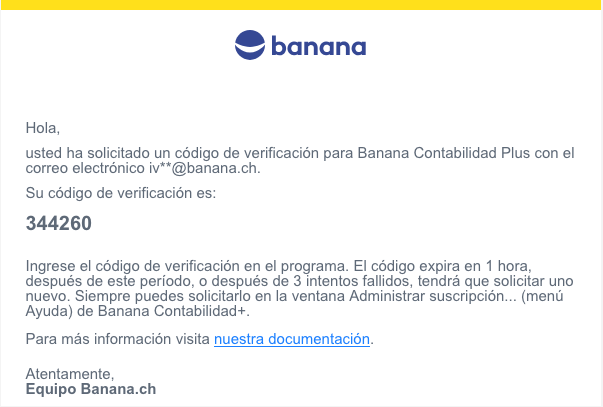 banana
Hola,
usted ha solicitado un código de verificación para Banana Contabilidad Plus con el
correo electrónico iv**@banana.ch.
Su código de verificación es:
344260
Ingrese el código de verificación en el programa. El código expira en 1 hora,
después de este período, o después de 3 intentos fallidos, tendrá que solicitar uno
nuevo. Siempre puedes solicitarlo en la ventana Administrar suscripción... (menú
Ayuda) de Banana Contabilidad+.
Para más información visita nuestra documentación.
Atentamente,
Equipo Banana.ch